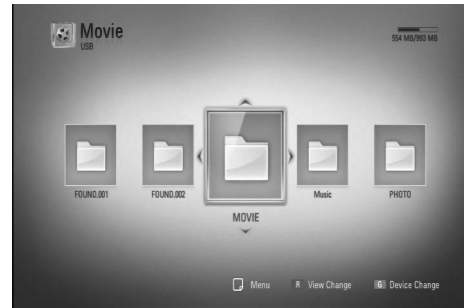 Movie
USB
554 MB/993 MB
FOUND.001
FOUND.002
MOVIE
Music
PHOTO
Menu
R View Change
G Device Change